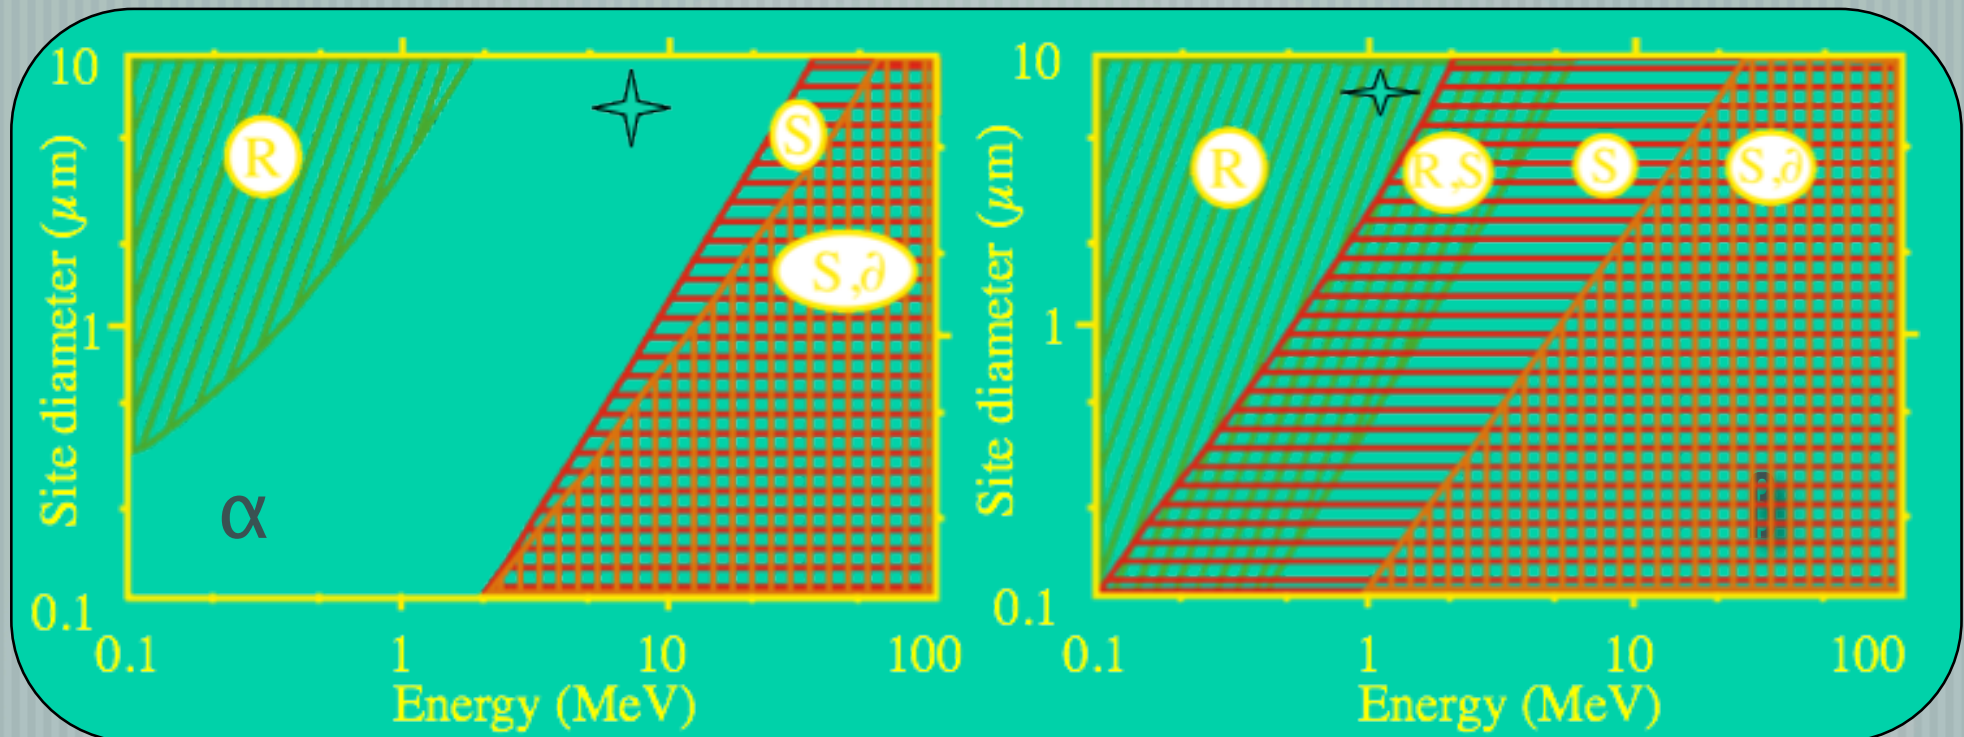 10
R
S
Site diameter (μm)
S,∂
1
α
0.1
0.1 1 10 100
Energy (MeV)
10
R
R,S
S
S,∂
Site diameter (μm)
1
0.1
0.1 1 10 100
Energy (MeV)